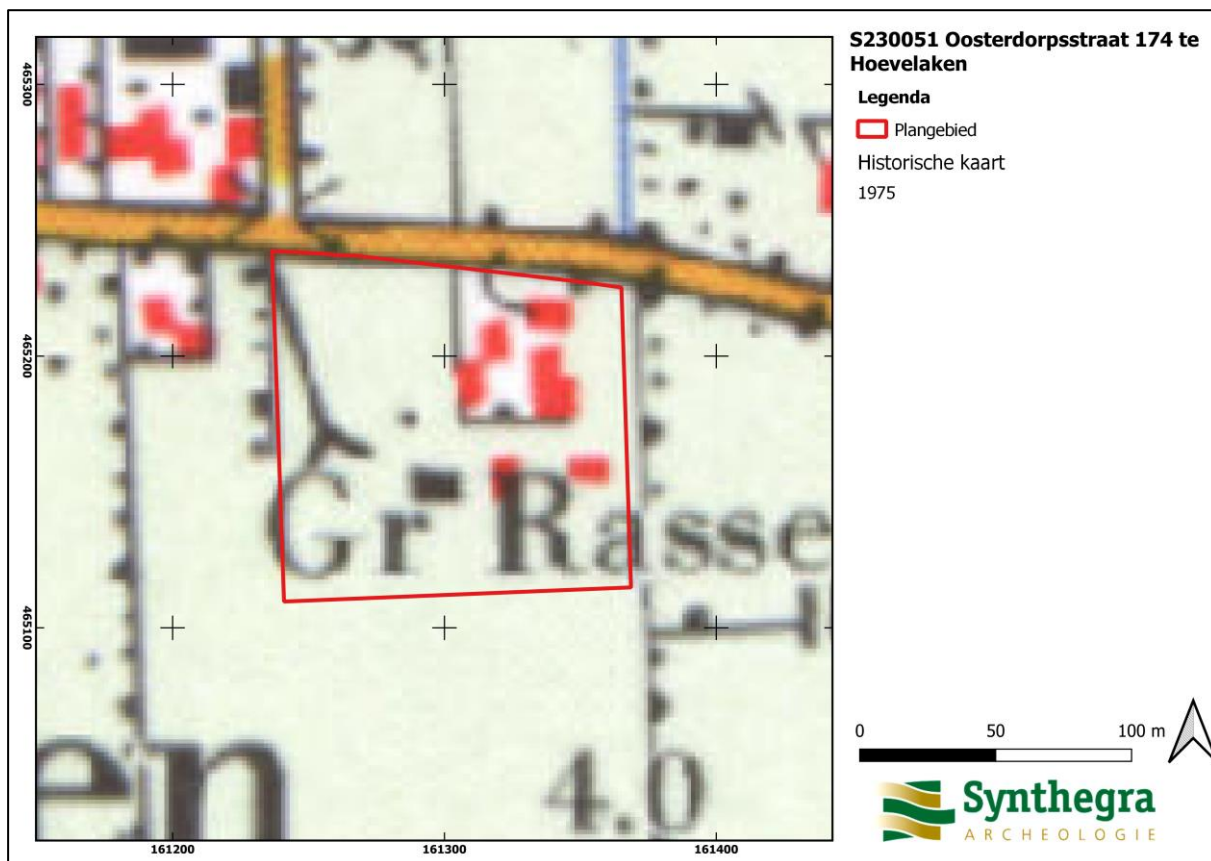 S230051 Oosterdorpsstraat 174 te
Hoevelaken
Legenda
Plangebied
Historische kaart
1975
465300
465200
465100
Gr Rasse
en
4.0
161200
161300
161400
0 50 100 m
Synthegra
ARCHEOLOGIE